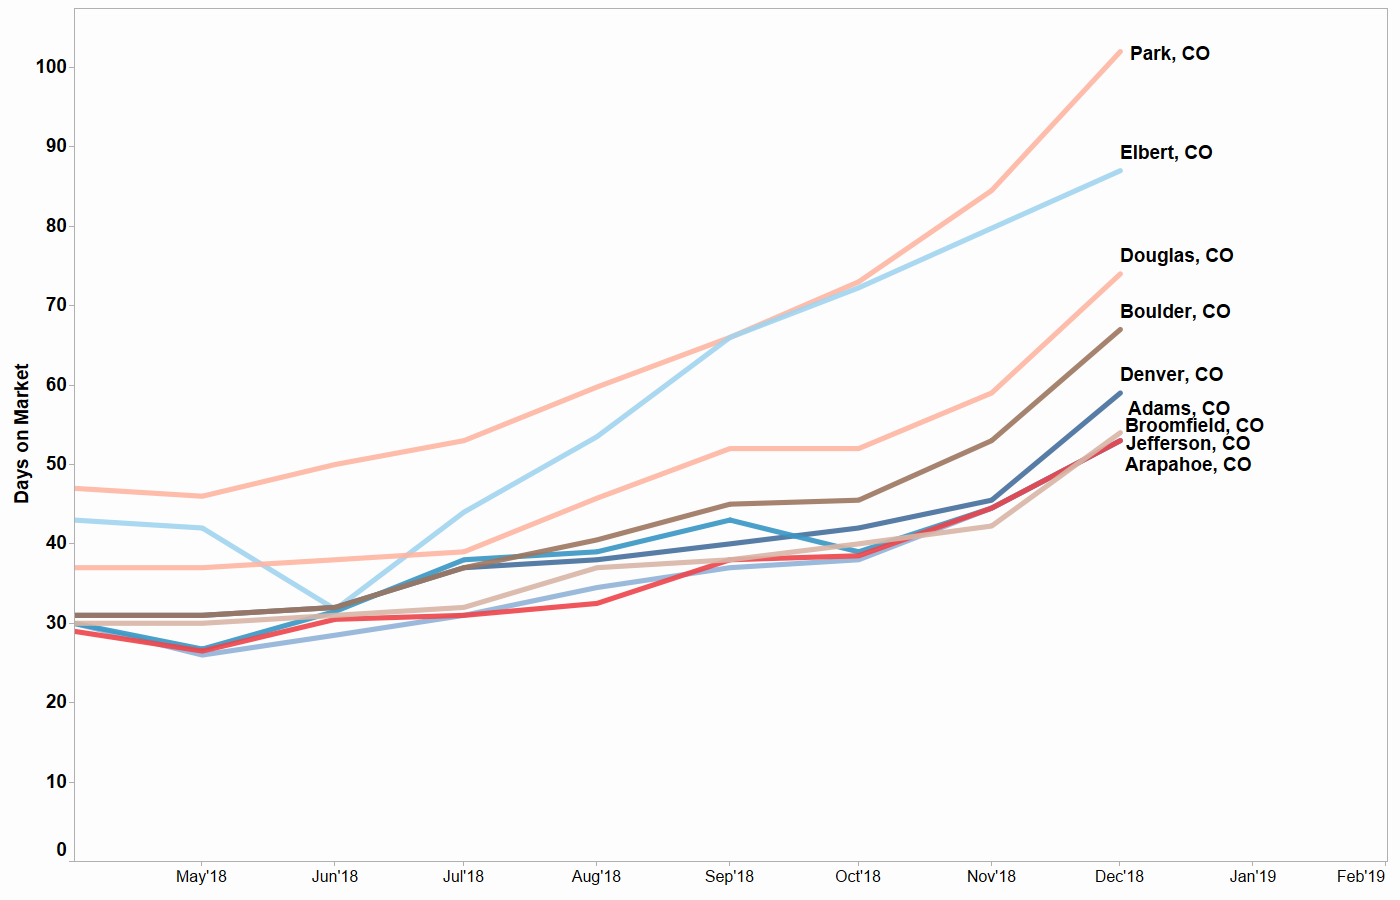 100
Park, CO
90
Elbert, CO
80
Douglas, CO
70
Boulder, CO
60
Denver, CO
Adams, CO
Broomfield, CO
Jefferson, CO
Arapahoe, CO
50
40
30
20
10
0
Days on Market
May'18 Jun'18 Jul'18 Aug'18 Sep'18 Oct'18 Nov'18 Dec'18 Jan'19 Feb'19